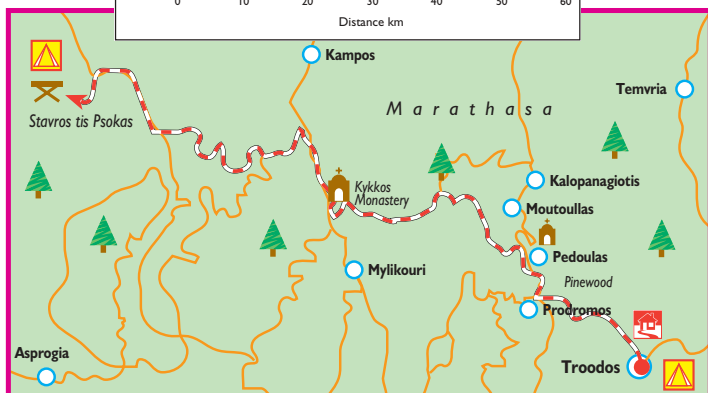 0 10 20 30 40 50 60
Distance km
Kampos
Temvria
Marathasa
Stavros tis Psokas
Kalopanagiotis
Kykkos
Monastery
Moutoullas
Pedoulas
Mylikouri
Pinewood
Prodromos
Asprogia
Troodos